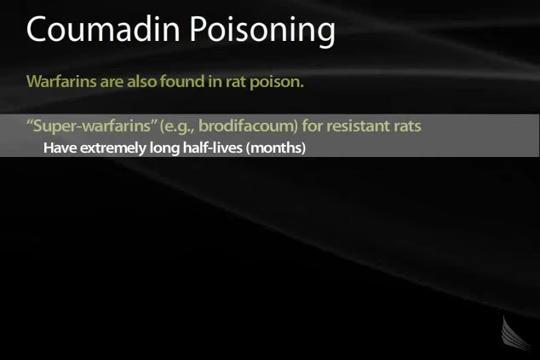 Coumadin Poisoning
Warfarins are also found in rat poison.
“Super-warfarins” (e.g., brodifacoum) for resistant rats
Have extremely long half-lives (months)